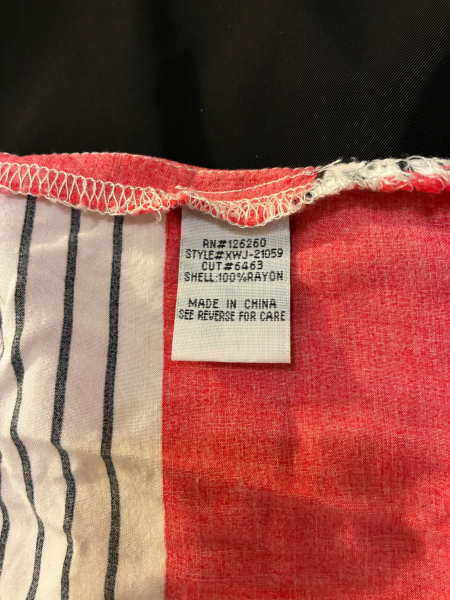 RN#126260
STYLE#XWJ-21059
CUT#6463
SHELL:100%RAYON
MADE IN CHINA
SEE REVERSE FOR CARE